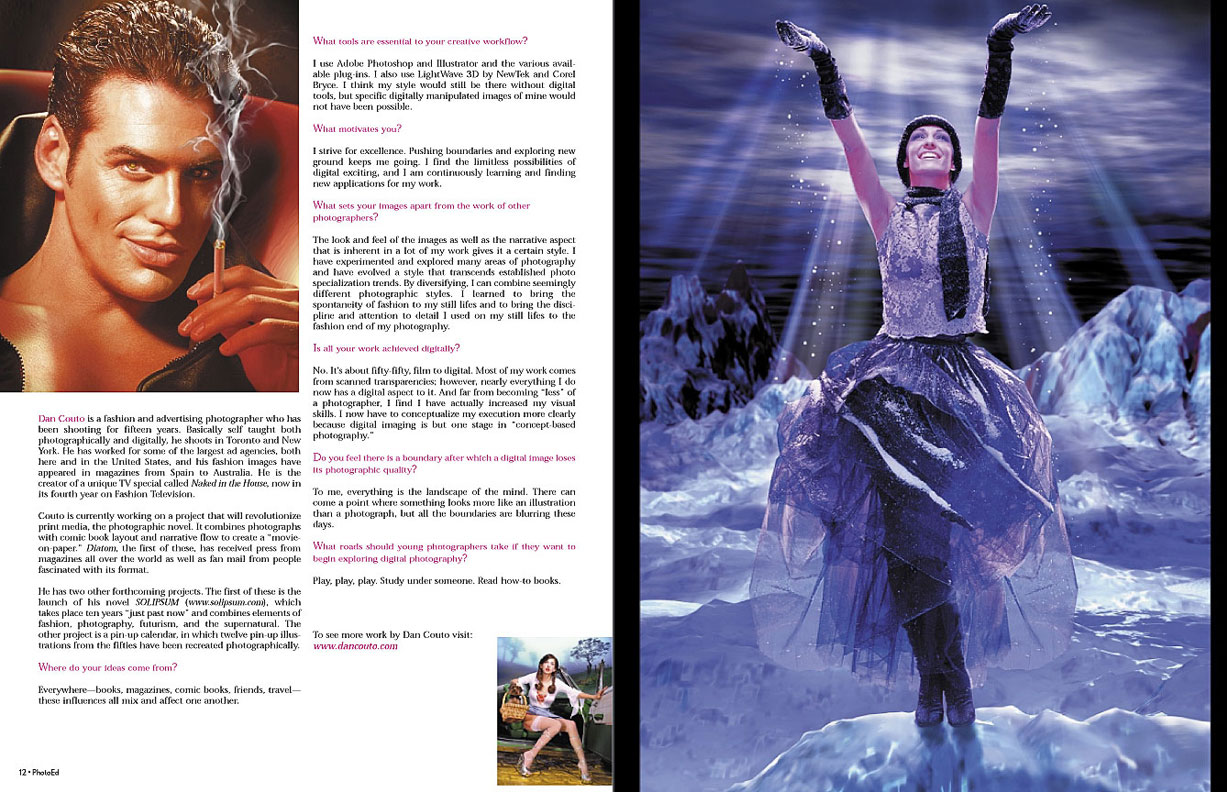 Dan Couto is a fashion and advertising photographer who has
been shooting for fifteen years. Basically self taught both
photographically and digitally, he shoots in Toronto and New
York. He has worked for some of the largest ad agencies, both
here and in the United States, and his fashion images have
appeared in magazines from Spain to Australia. He is the
creator of a unique TV special called Naked in the House, now in
its fourth year on Fashion Television.
Couto is currently working on a project that will revolutionize
print media, the photographic novel. It combines photographs
with comic book layout and narrative flow to create a “movie-
on-paper.” Diatom, the first of these, has received press from
magazines all over the world as well as fan mail from people
fascinated with its format.
He has two other forthcoming projects. The first of these is the
launch of his novel SOLIPSUM (www.solipsum.com), which
takes place ten years “just past now” and combines elements of
fashion, photography, futurism, and the supernatural. The
other project is a pin-up calendar, in which twelve pin-up illus-
trations from the fifties have been recreated photographically.
Where do your ideas come from?
Everywhere—books, magazines, comic books, friends, travel—
these influences all mix and affect one another.
What tools are essential to your creative workflow?
I use Adobe Photoshop and Illustrator and the various avail-
able plug-ins. I also use LightWave 3D by NewTek and Corel
Bryce. I think my style would still be there without digital
tools, but specific digitally manipulated images of mine would
not have been possible.
What motivates you?
I strive for excellence. Pushing boundaries and exploring new
ground keeps me going. I find the limitless possibilities of
digital exciting, and I am continuously learning and finding
new applications for my work.
What sets your images apart from the work of other
photographers?
The look and feel of the images as well as the narrative aspect
that is inherent in a lot of my work gives it a certain style. I
have experimented and explored many areas of photography
and have evolved a style that transcends established photo
specialization trends. By diversifying, I can combine seemingly
different photographic styles. I learned to bring the
spontaneity of fashion to my still lifes and to bring the disci-
pline and attention to detail I used on my still lifes to the
fashion end of my photography.
Is all your work achieved digitally?
No. It’s about fifty-fifty, film to digital. Most of my work comes
from scanned transparencies; however, nearly everything I do
now has a digital aspect to it. And far from becoming “less” of
a photographer, I find I have actually increased my visual
skills. I now have to conceptualize my execution more clearly
because digital imaging is but one stage in “concept-based
photography.”
Do you feel there is a boundary after which a digital image loses
its photographic quality?
To me, everything is the landscape of the mind. There can
come a point where something looks more like an illustration
than a photograph, but all the boundaries are blurring these
days.
What roads should young photographers take if they want to
begin exploring digital photography?
Play, play, play. Study under someone. Read how-to books.
To see more work by Dan Couto visit:
www.dancouto.com
12 • PhotoEd